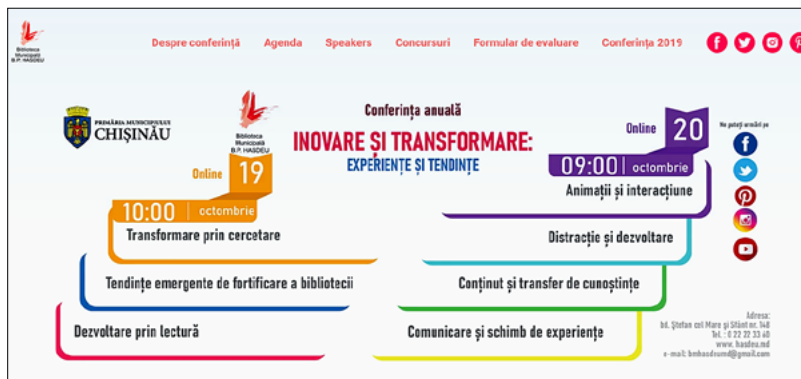 Biblioteca
Municipală
B.P. HASDEU
Despre conferință
Agenda
Speakers
Concursuri
Formular de evaluare
Conferința 2019
PRIMĂRIA MUNICIPIULUI
CHIȘINĂU
Biblioteca
Municipală
B.P. HASDEU
Conferința anuală
INOVARE ȘI TRANSFORMARE:
EXPERIENȚE ȘI TENDINȚE
Online 19
10:00 octombrie
Transformare prin cercetare
Tendințe emergente de fortificare a bibliotecii
Dezvoltare prin lectură
Online 20
09:00 octombrie
Animații și interacțiune
Distracție și dezvoltare
Conținut și transfer de cunoștințe
Comunicare și schimb de experiențe
Ne puteți urmări pe
Adresa:
bd. Ștefan cel Mare și Sfânt nr. 148
Tel. : 0 22 22 33 40
www. hasdeu.md
e-mail: bmhasdeumd@gmail.com